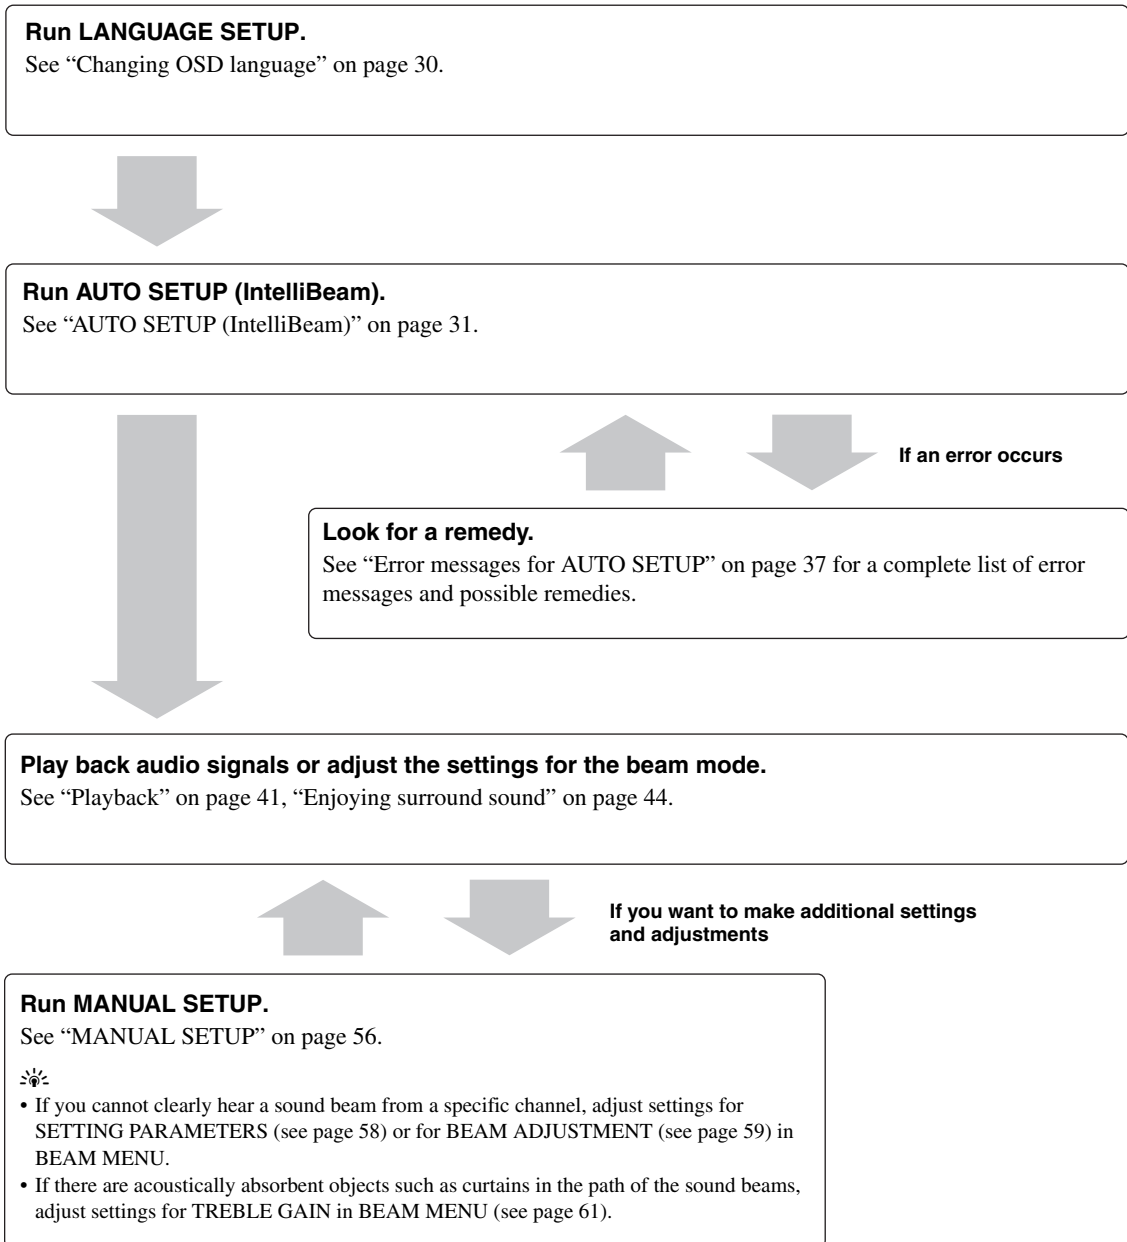 Run LANGUAGE SETUP.
See “Changing OSD language” on page 30.
Run AUTO SETUP (IntelliBeam).
See “AUTO SETUP (IntelliBeam)” on page 31.
If an error occurs
Look for a remedy.
See “Error messages for AUTO SETUP” on page 37 for a complete list of error
messages and possible remedies.
Play back audio signals or adjust the settings for the beam mode.
See “Playback” on page 41, “Enjoying surround sound” on page 44.
If you want to make additional settings
and adjustments
Run MANUAL SETUP.
See “MANUAL SETUP” on page 56.
• If you cannot clearly hear a sound beam from a specific channel, adjust settings for
SETTING PARAMETERS (see page 58) or for BEAM ADJUSTMENT (see page 59) in
BEAM MENU.
• If there are acoustically absorbent objects such as curtains in the path of the sound beams,
adjust settings for TREBLE GAIN in BEAM MENU (see page 61).